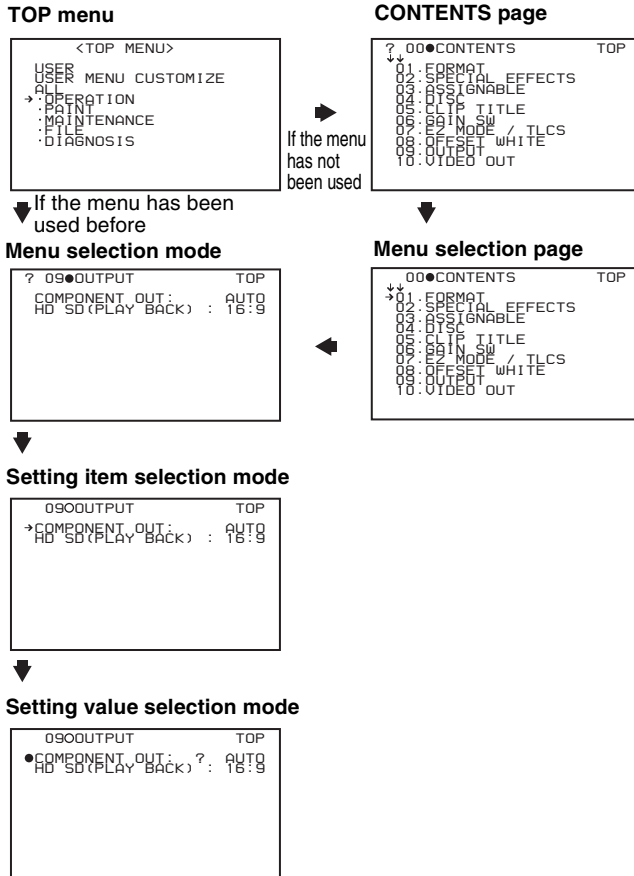 TOP menu
<TOP MENU>
USER
USER MENU CUSTOMIZE
ALL
→·OPERATION
·PAINT
·MAINTENANCE
·FILE
·DIAGNOSIS
If the menu
has not
been used
CONTENTS page
? 00●CONTENTS TOP
↓↓
01.FORMAT
02.SPECIAL EFFECTS
03.ASSIGNABLE
04.DISC
05.CLIP TITLE
06.GAIN SW
07.EZ MODE / TLCS
08.OFFSET WHITE
09.OUTPUT
10.VIDEO OUT
If the menu has been
used before
Menu selection mode
? 09●OUTPUT TOP
COMPONENT OUT: AUTO
HD SD(PLAY BACK) : 16:9
Menu selection page
00●CONTENTS TOP
↓↓
→01.FORMAT
02.SPECIAL EFFECTS
03.ASSIGNABLE
04.DISC
05.CLIP TITLE
06.GAIN SW
07.EZ MODE / TLCS
08.OFFSET WHITE
09.OUTPUT
10.VIDEO OUT
Setting item selection mode
09○OUTPUT TOP
→COMPONENT OUT: AUTO
HD SD(PLAY BACK) : 16:9
Setting value selection mode
09○OUTPUT TOP
●COMPONENT OUT: ? AUTO
HD SD(PLAY BACK) : 16:9